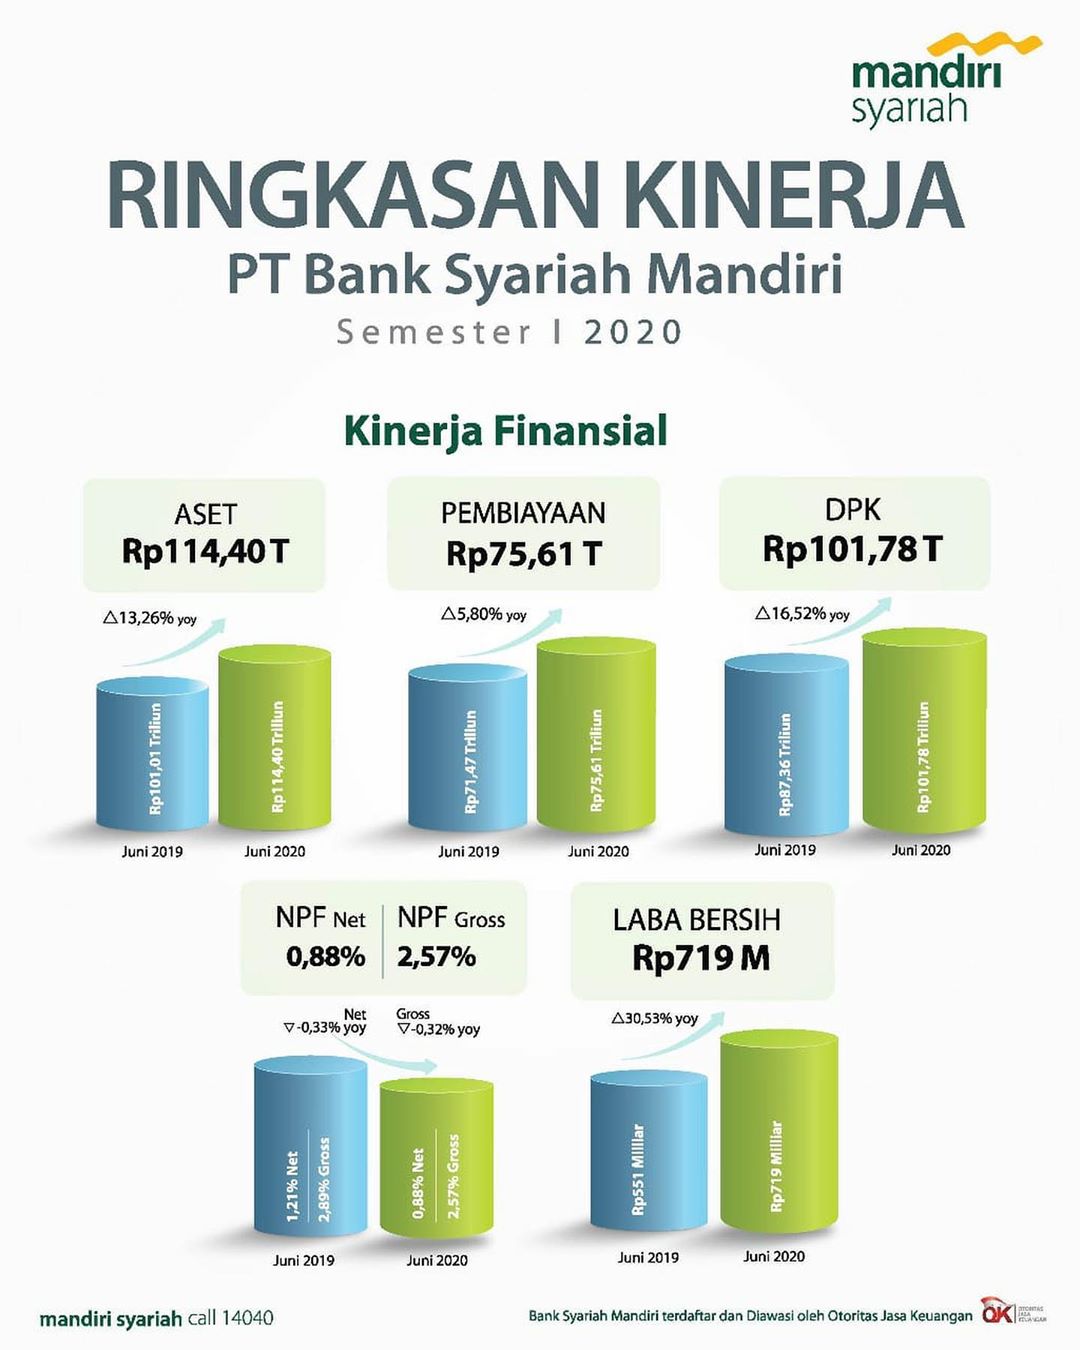 mandiri
syariah
RINGKASAN KINERJA
PT Bank Syariah Mandiri
Semester I 2020
Kinerja Finansial
ASET
Rp114,40 T
△13,26% yoy
Rp101,01 Triliun
Rp114,40 Triliun
Juni 2019
Juni 2020
PEMBIAYAAN
Rp75,61 T
△5,80% yoy
Rp71,47 Triliun
Rp75,61 Triliun
Juni 2019
Juni 2020
DPK
Rp101,78 T
△16,52% yoy
Rp87,36 Triliun
Rp101,78 Triliun
Juni 2019
Juni 2020
NPF Net
0,88%
NPF Gross
2,57%
Net
▽-0,33% yoy
Gross
▽-0,32% yoy
1,21% Net
2,89% Gross
0,88% Net
2,57% Gross
Juni 2019
Juni 2020
LABA BERSIH
Rp719 M
△30,53% yoy
Rp551 Milliar
Rp719 Milliar
Juni 2019
Juni 2020
mandiri syariah call 14040
Bank Syariah Mandiri terdaftar dan Diawasi oleh Otoritas Jasa Keuangan
OJK
OTORITAS
JASA
KEUANGAN